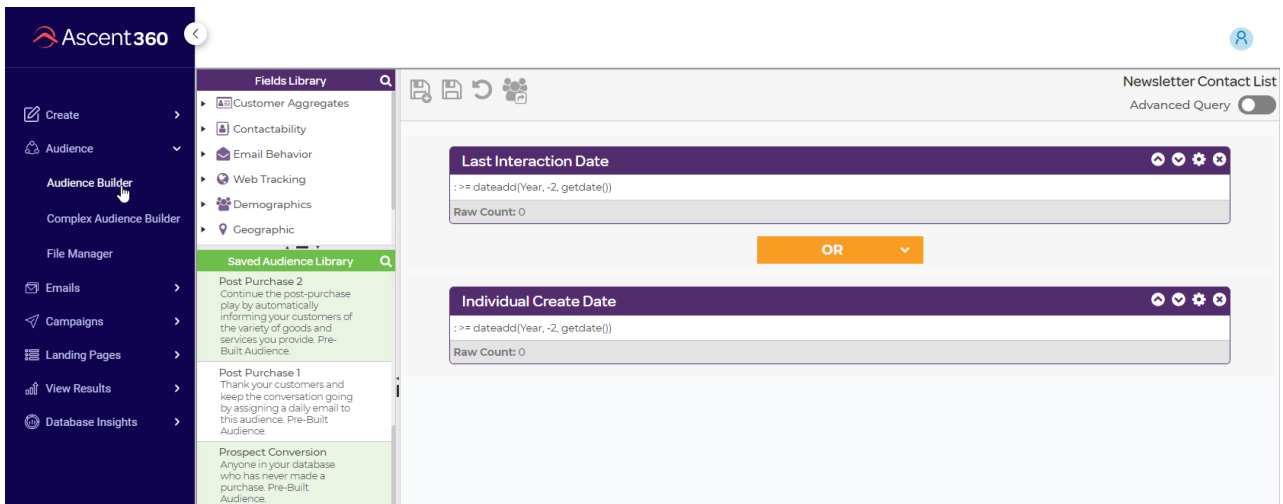 Ascent360
Create
Audience
Audience Builder
Complex Audience Builder
File Manager
Emails
Campaigns
Landing Pages
View Results
Database Insights
Fields Library
Customer Aggregates
Contactability
Email Behavior
Web Tracking
Demographics
Geographic
Saved Audience Library
Post Purchase 2
Continue the post-purchase
play by automatically
informing your customers of
the variety of goods and
services you provide. Pre-
Built Audience.
Post Purchase 1
Thank your customers and
keep the conversation going
by assigning a daily email to
this audience. Pre-Built
Audience.
Prospect Conversion
Anyone in your database
who has never made a
purchase. Pre-Built
Audience.
Newsletter Contact List
Advanced Query
Last Interaction Date
: >= dateadd(Year, -2, getdate())
Raw Count: 0
OR
Individual Create Date
: >= dateadd(Year, -2, getdate())
Raw Count: 0